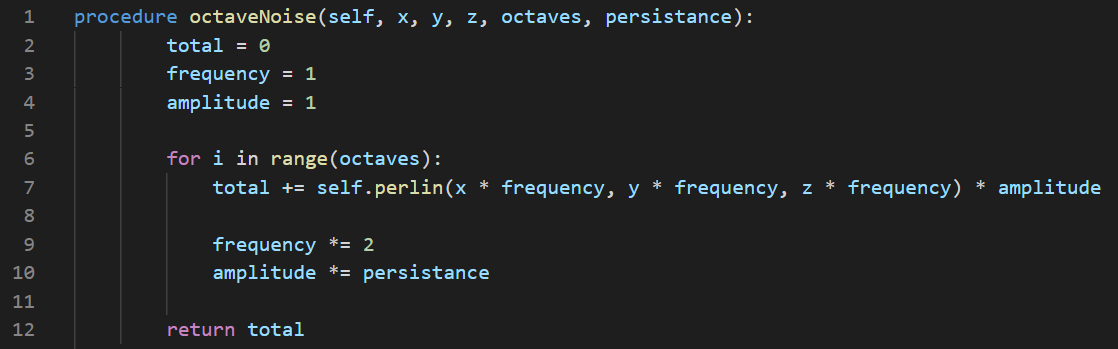 1 procedure octaveNoise(self, x, y, z, octaves, persistance):
2 total = 0
3 frequency = 1
4 amplitude = 1
5
6 for i in range(octaves):
7 total += self.perlin(x * frequency, y * frequency, z * frequency) * amplitude
8
9 frequency *= 2
10 amplitude *= persistance
11
12 return total